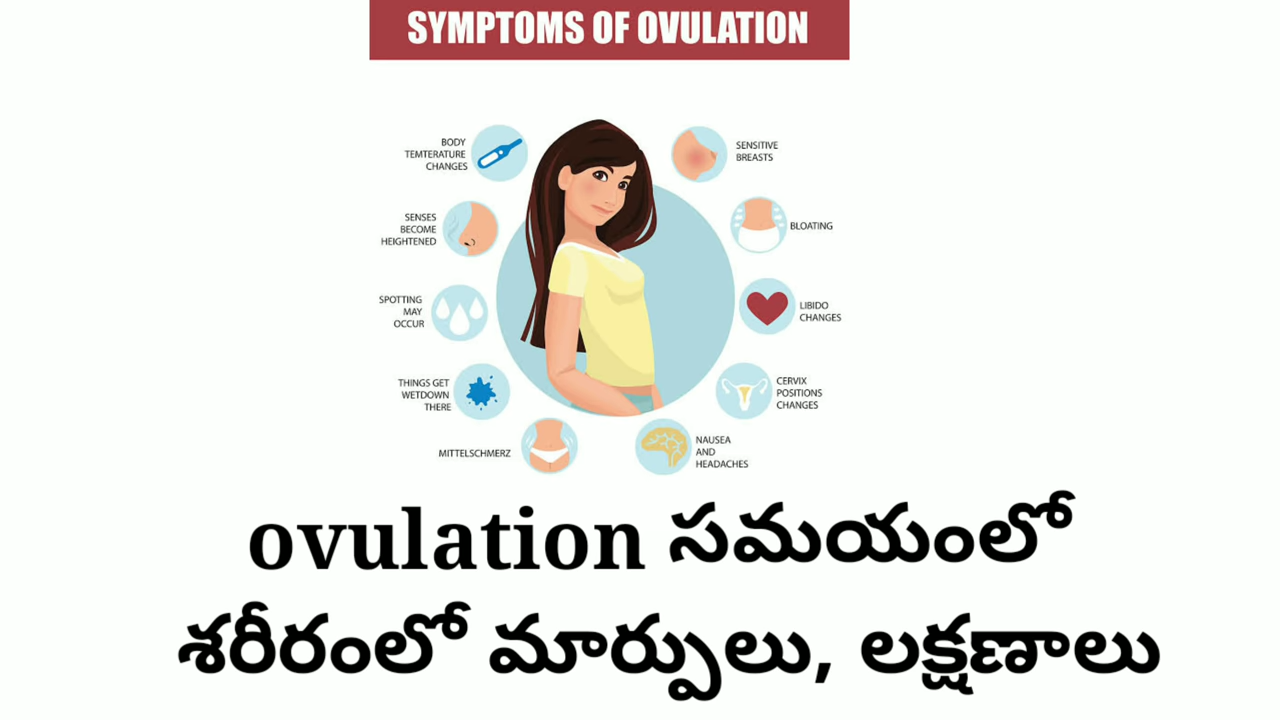 SYMPTOMS OF OVULATION
BODY
TEMTERATURE
CHANGES
SENSITIVE
BREASTS
SENSES
BECOME
HEIGHTENED
BLOATING
SPOTTING
MAY
OCCUR
LIBIDO
CHANGES
THINGS GET
WETDOWN
THERE
CERVIX
POSITIONS
CHANGES
MITTELSCHMERZ
NAUSEA
AND
HEADACHES
ovulation సమయంలో
శరీరంలో మార్పులు, లక్షణాలు